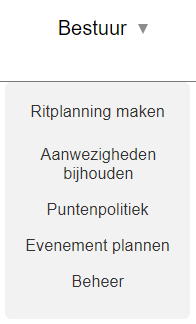 Bestuur ▼
Ritplanning maken
Aanwezigheden
bijhouden
Puntenpolitiek
Evenement plannen
Beheer